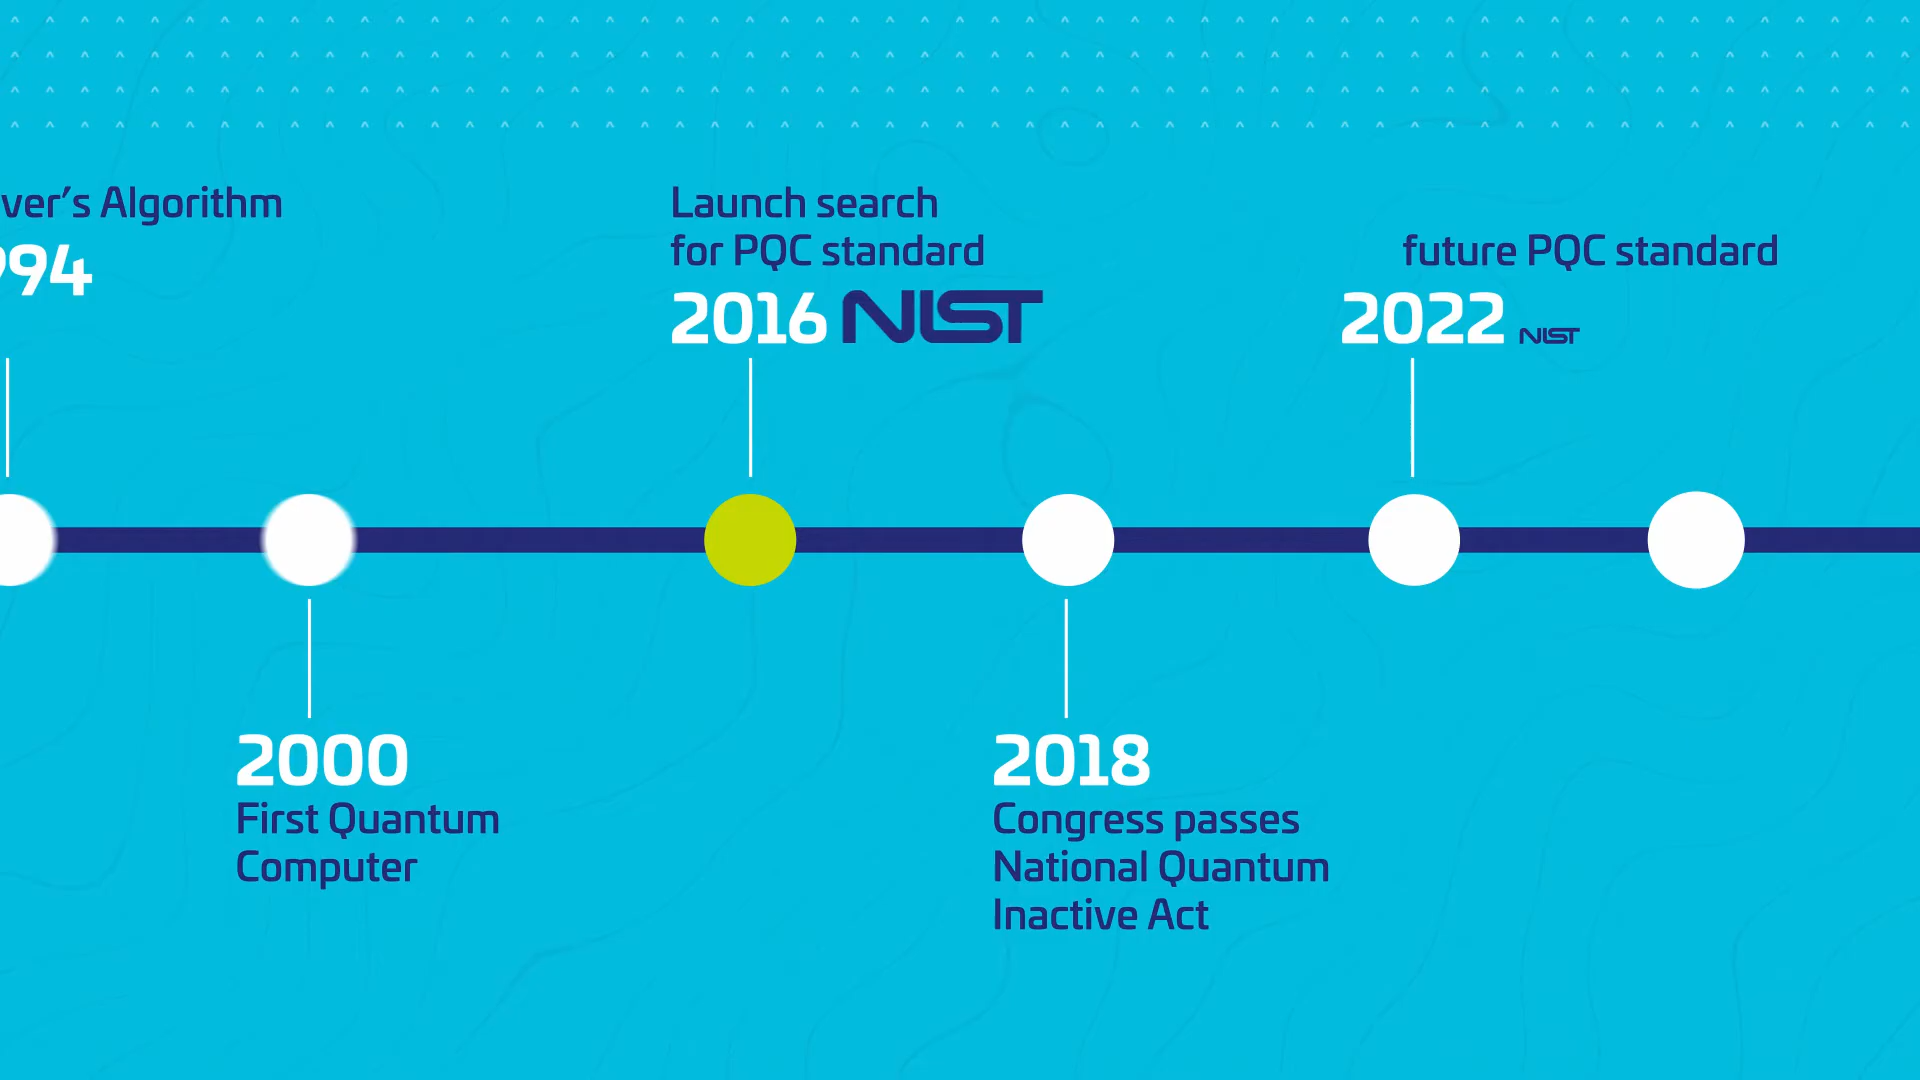 ver’s Algorithm
994
Launch search
for PQC standard
2016 NIST
future PQC standard
2022 NIST
2000
First Quantum
Computer
2018
Congress passes
National Quantum
Inactive Act